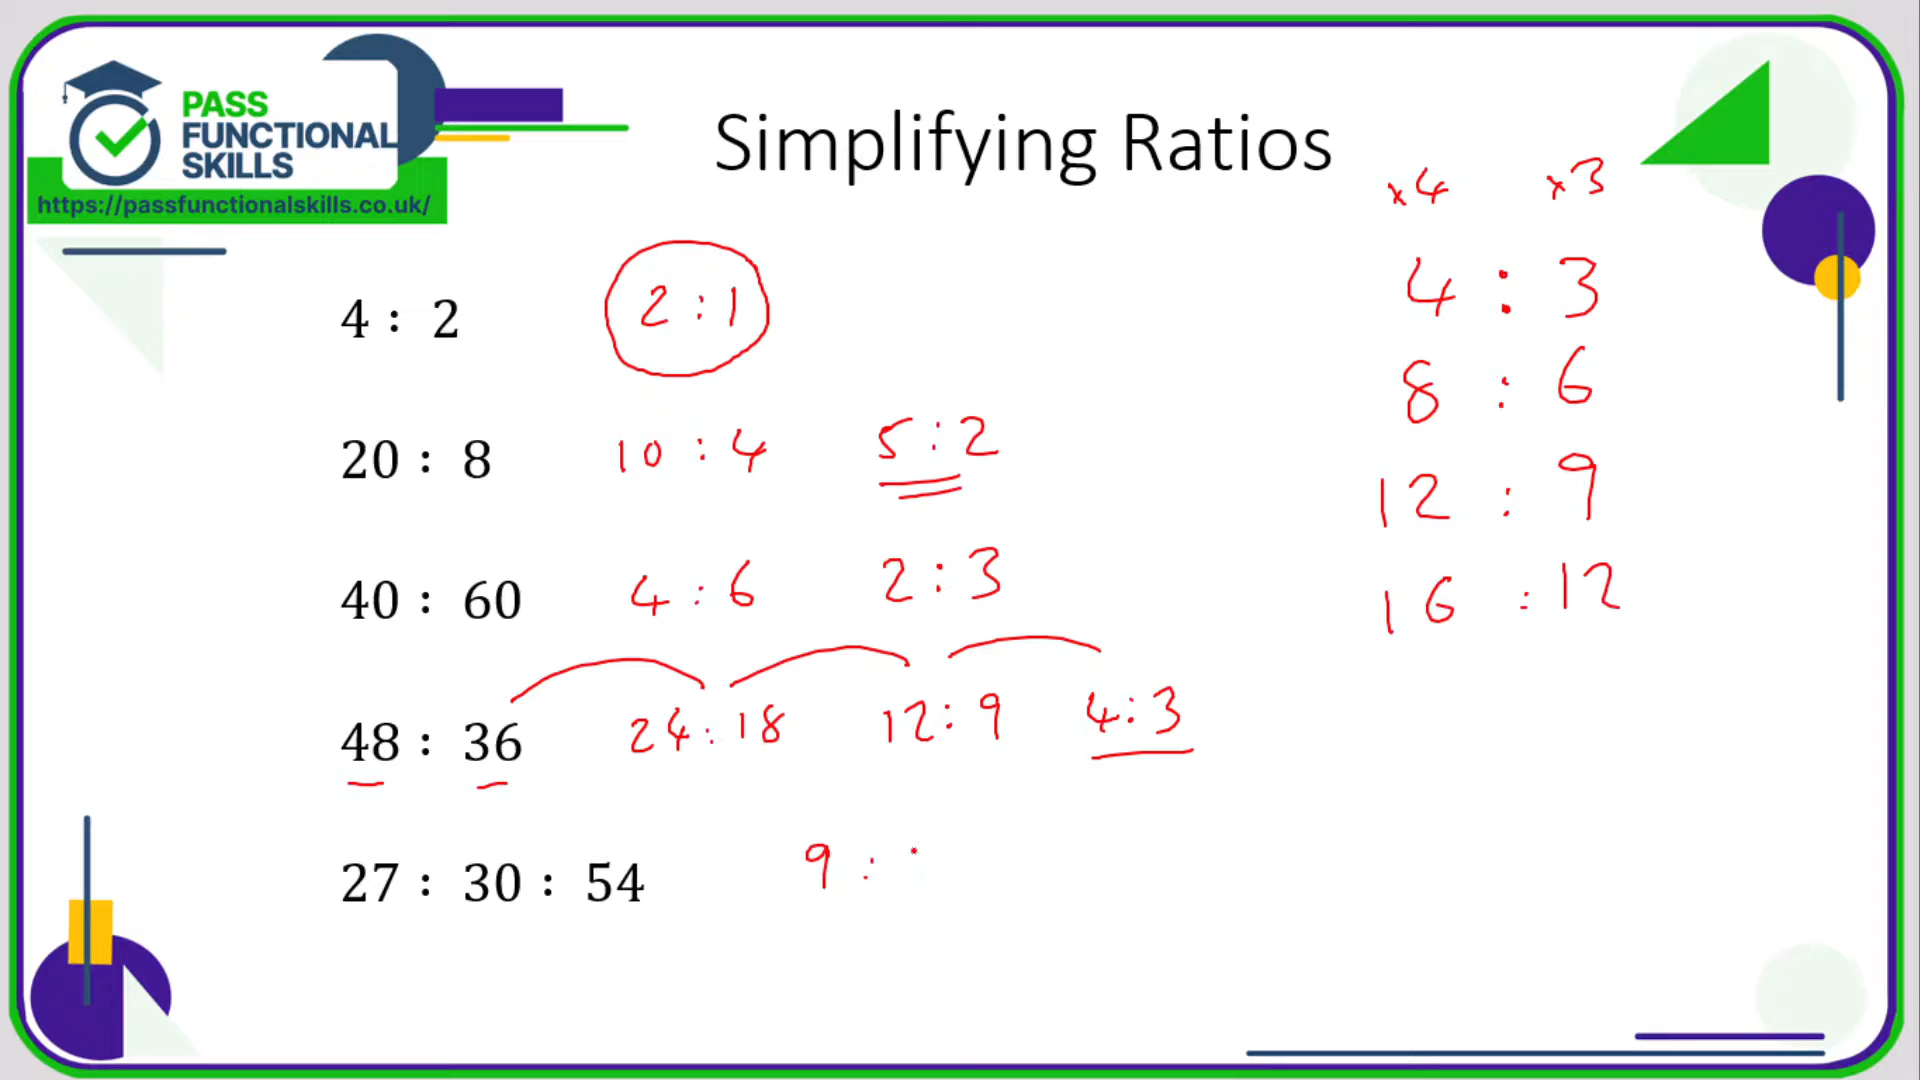 PASS
FUNCTIONAL
SKILLS
https://passfunctionalskills.co.uk/
Simplifying Ratios
×4 ×3
4 : 2 2 : 1
4 : 3
8 : 6
20 : 8 10 : 4 5 : 2
12 : 9
40 : 60 4 : 6 2 : 3
16 : 12
48 : 36 24 : 18 12 : 9 4 : 3
27 : 30 : 54 9 :